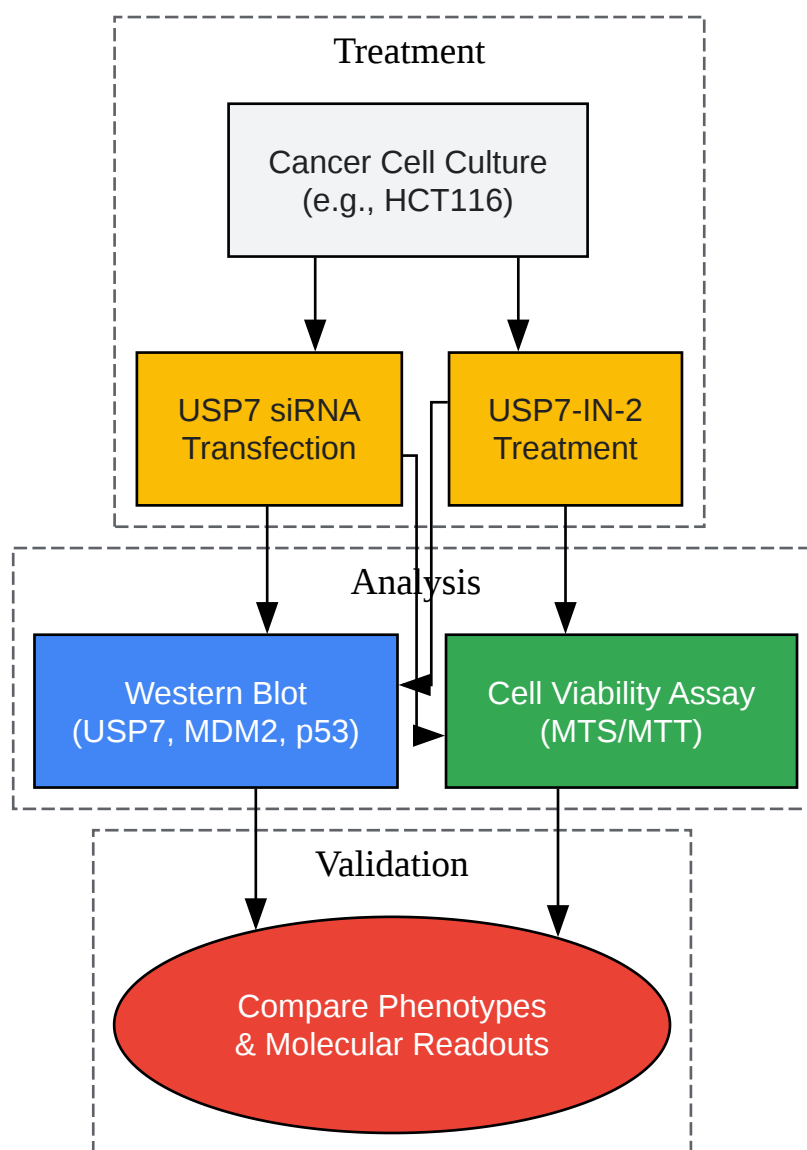 Treatment
Cancer Cell Culture
(e.g., HCT116)
USP7 siRNA
Transfection
USP7-IN-2
Treatment
Analysis
Western Blot
(USP7, MDM2, p53)
Cell Viability Assay
(MTS/MTT)
Validation
Compare Phenotypes
& Molecular Readouts